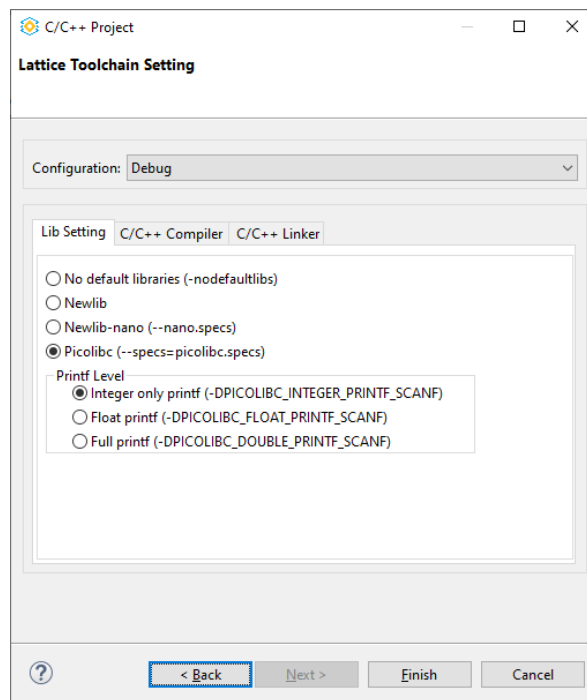 C/C++ Project
Lattice Toolchain Setting
Configuration: Debug
Lib Setting C/C++ Compiler C/C++ Linker
No default libraries (-nodefaultlibs)
Newlib
Newlib-nano (--nano.specs)
Picolibc (--specs=picolibc.specs)
Printf Level
Integer only printf (-DPICOLIBC_INTEGER_PRINTF_SCANF)
Float printf (-DPICOLIBC_FLOAT_PRINTF_SCANF)
Full printf (-DPICOLIBC_DOUBLE_PRINTF_SCANF)
? < Back Next > Finish Cancel